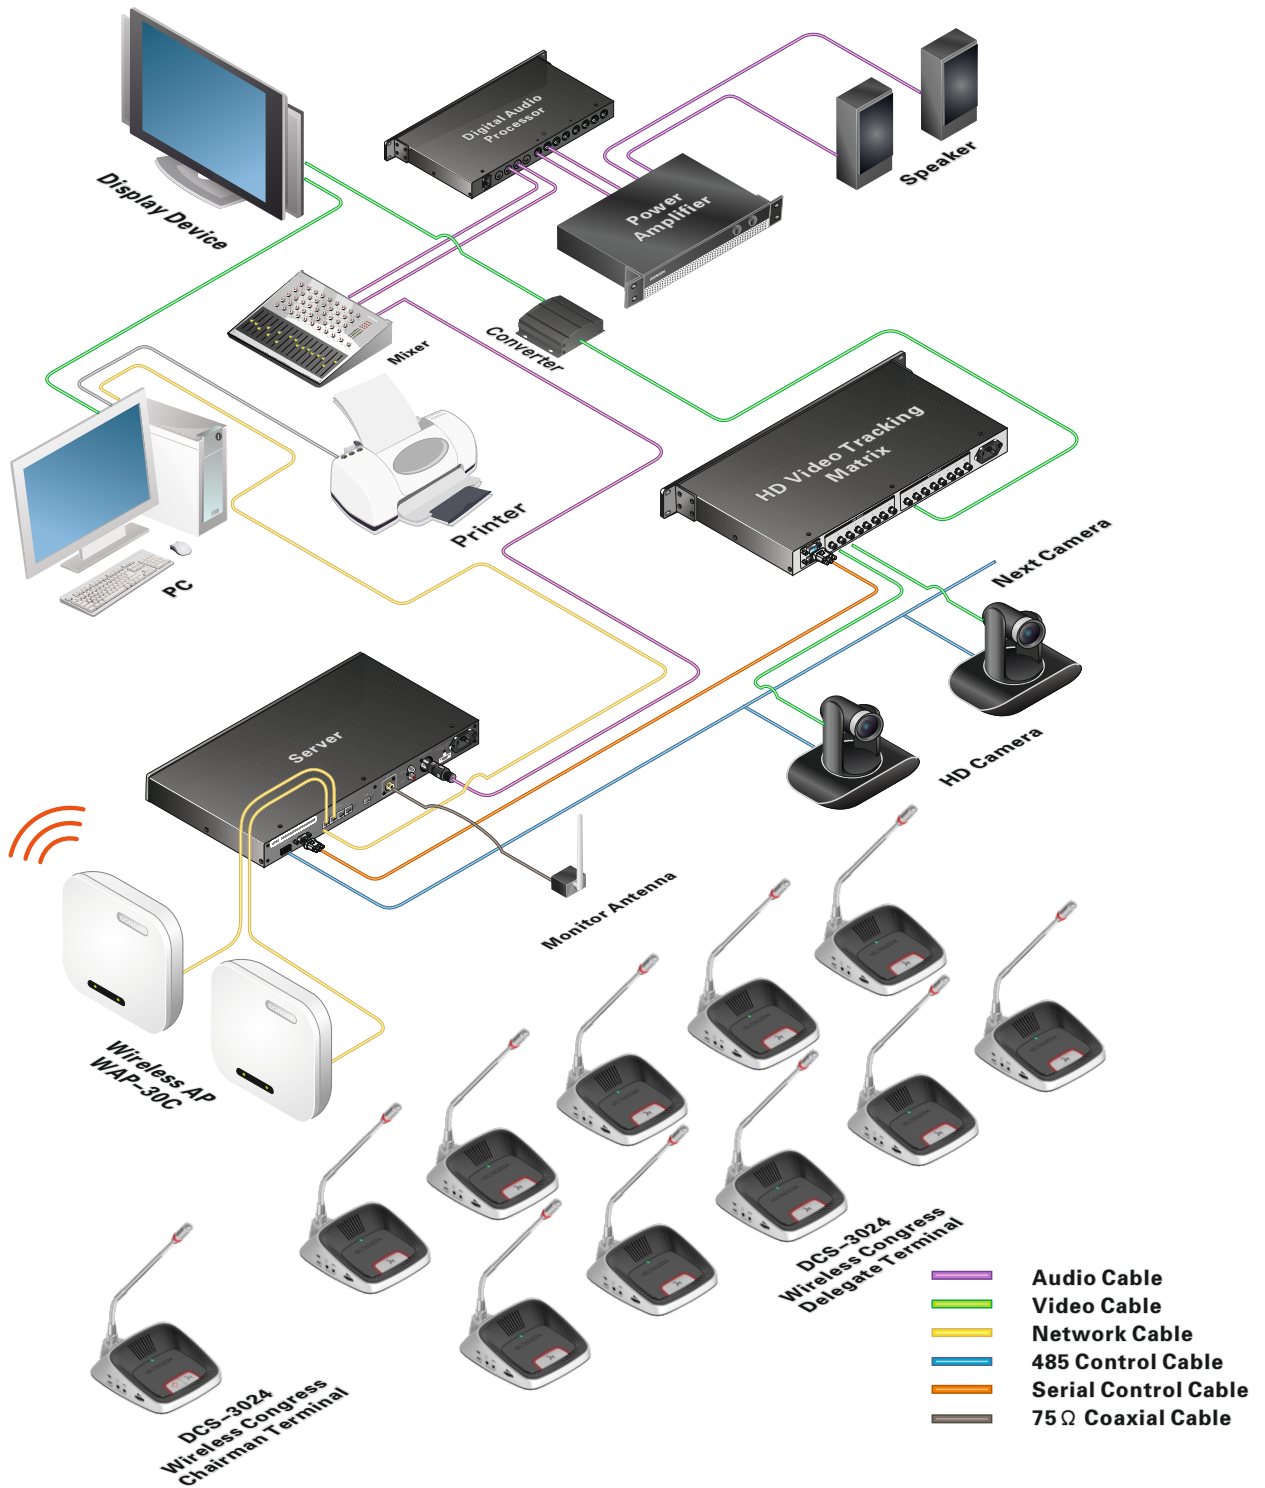 Digital Audio
Processor
Speaker
Display Device
Power
Amplifier
Mixer
Converter
HD Video Tracking
Matrix
Printer
PC
Next Camera
Server
HD Camera
Monitor Antenna
Wireless AP
WAP-30C
DCS-3024
Wireless Congress
Delegate Terminal
DCS-3024
Wireless Congress
Chairman Terminal
Audio Cable
Video Cable
Network Cable
485 Control Cable
Serial Control Cable
75Ω Coaxial Cable